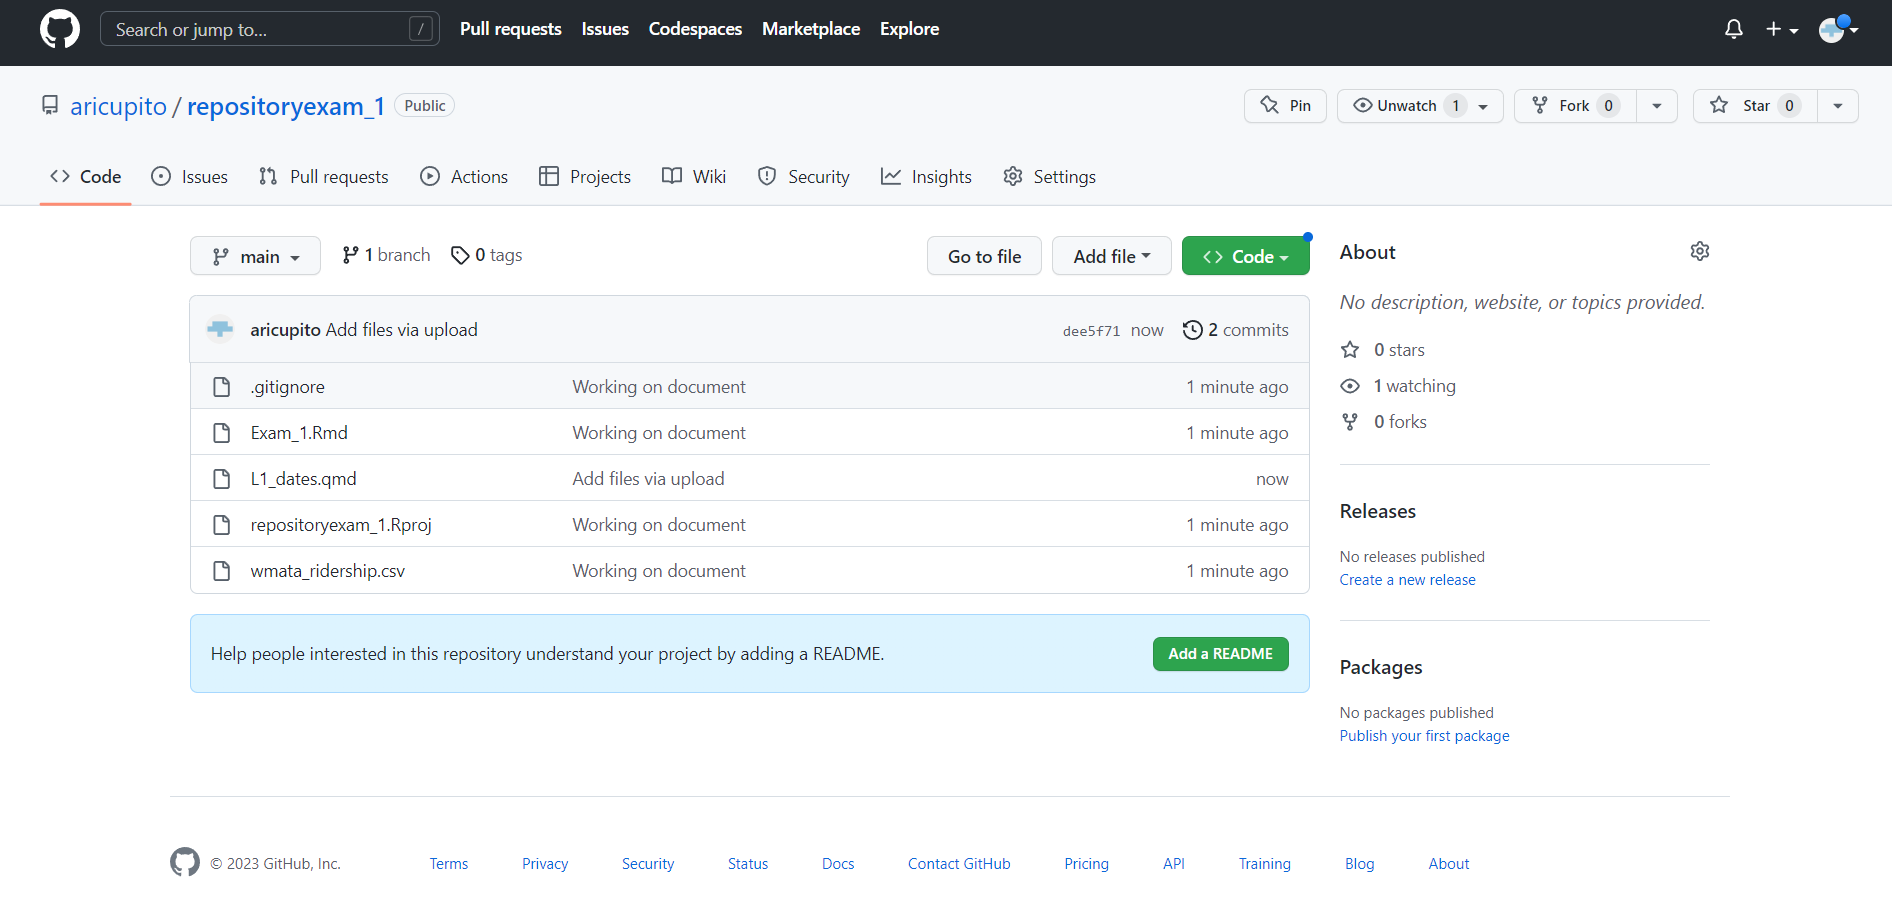 Search or jump to... / Pull requests Issues Codespaces Marketplace Explore
aricupito / repositoryexam_1 Public Pin Unwatch 1 Fork 0 Star 0
Code Issues Pull requests Actions Projects Wiki Security Insights Settings
main 1 branch 0 tags Go to file Add file Code
aricupito Add files via upload dee5f71 now 2 commits
.gitignore Working on document 1 minute ago
Exam_1.Rmd Working on document 1 minute ago
L1_dates.qmd Add files via upload now
repositoryexam_1.Rproj Working on document 1 minute ago
wmata_ridership.csv Working on document 1 minute ago
Help people interested in this repository understand your project by adding a README. Add a README
About
No description, website, or topics provided.
0 stars
1 watching
0 forks
Releases
No releases published
Create a new release
Packages
No packages published
Publish your first package
© 2023 GitHub, Inc. Terms Privacy Security Status Docs Contact GitHub Pricing API Training Blog About